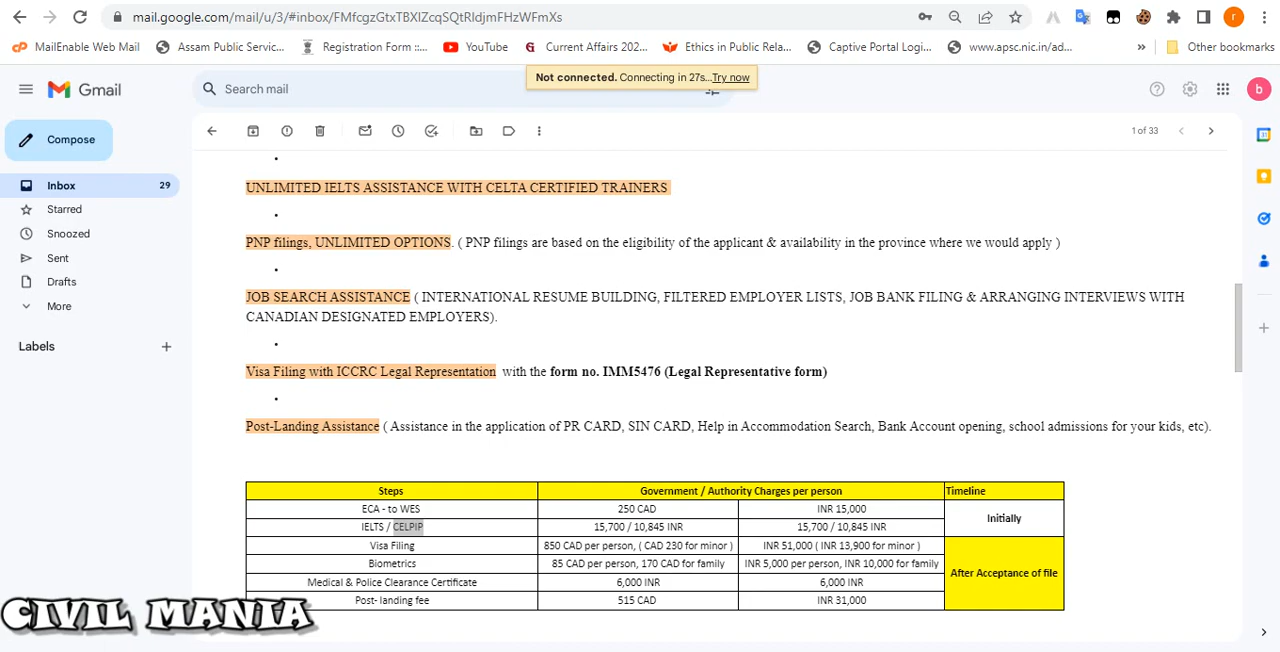 mail.google.com/mail/u/3/#inbox/FMfcgzGtxTBXlZcqSQtRldjmFHzWFmXs
MailEnable Web Mail
Assam Public Servic...
Registration Form ::...
YouTube
Current Affairs 202...
Ethics in Public Rela...
Captive Portal Logi...
www.apsc.nic.in/ad...
»
Other bookmarks
Not connected. Connecting in 27s... Try now
Gmail
Search mail
b
Compose
1 of 33
Inbox 29
Starred
Snoozed
Sent
Drafts
More
Labels +
•
UNLIMITED IELTS ASSISTANCE WITH CELTA CERTIFIED TRAINERS
•
PNP filings, UNLIMITED OPTIONS. ( PNP filings are based on the eligibility of the applicant & availability in the province where we would apply )
•
JOB SEARCH ASSISTANCE ( INTERNATIONAL RESUME BUILDING, FILTERED EMPLOYER LISTS, JOB BANK FILING & ARRANGING INTERVIEWS WITH
CANADIAN DESIGNATED EMPLOYERS).
•
Visa Filing with ICCRC Legal Representation with the form no. IMM5476 (Legal Representative form)
•
Post-Landing Assistance ( Assistance in the application of PR CARD, SIN CARD, Help in Accommodation Search, Bank Account opening, school admissions for your kids, etc).
Steps Government / Authority Charges per person Timeline
ECA - to WES 250 CAD INR 15,000 Initially
IELTS / CELPIP 15,700 / 10,845 INR 15,700 / 10,845 INR
Visa Filing 850 CAD per person, ( CAD 230 for minor ) INR 51,000 ( INR 13,900 for minor ) After Acceptance of file
Biometrics 85 CAD per person, 170 CAD for family INR 5,000 per person, INR 10,000 for family
Medical & Police Clearance Certificate 6,000 INR 6,000 INR
Post- landing fee 515 CAD INR 31,000
CIVIL MANIA